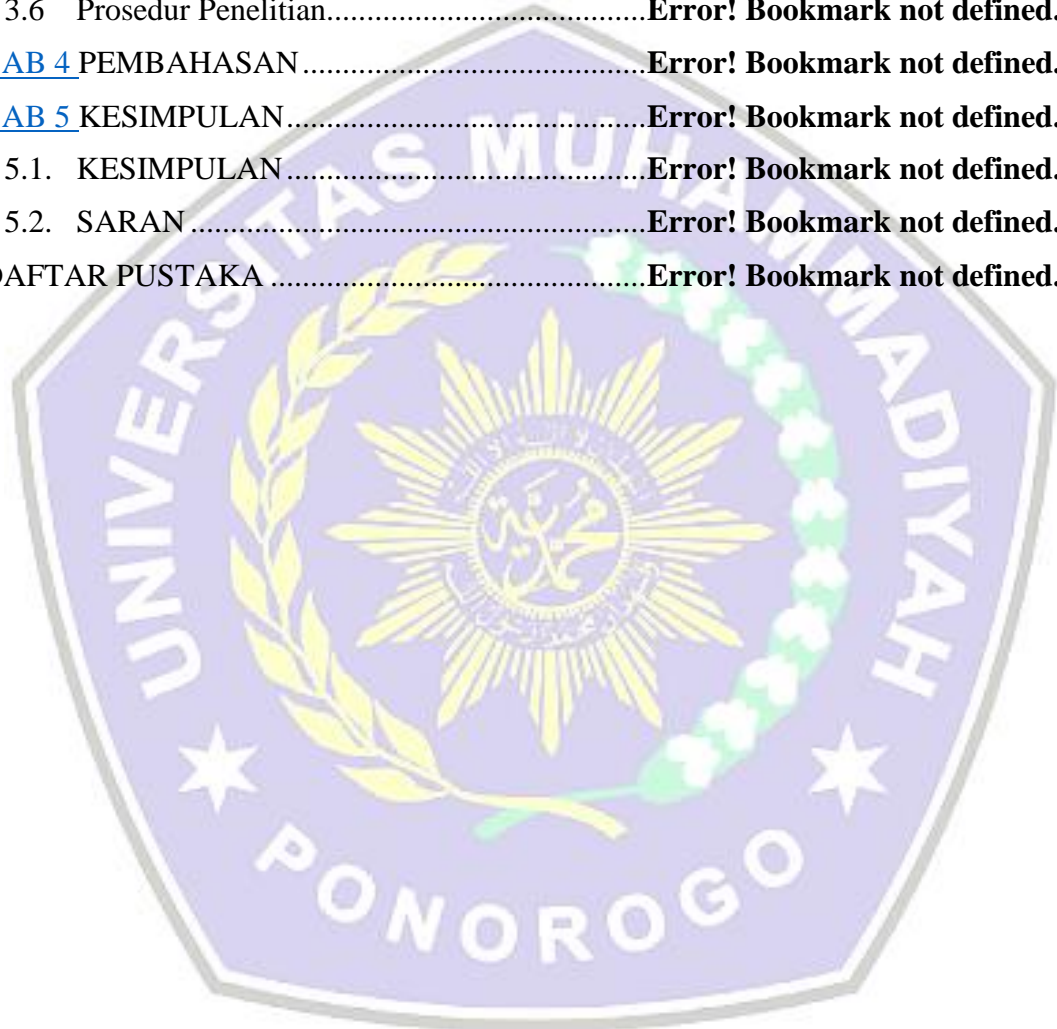 3.6 Prosedur Penelitian........................................Error! Bookmark not defined.
AB 4 PEMBAHASAN...........................................Error! Bookmark not defined.
AB 5 KESIMPULAN.............................................Error! Bookmark not defined.
5.1. KESIMPULAN.............................................Error! Bookmark not defined.
5.2. SARAN.........................................................Error! Bookmark not defined.
DAFTAR PUSTAKA...............................................Error! Bookmark not defined.
UNIVERSITAS MUHAMMADIYAH
PONOROGO
محمدية